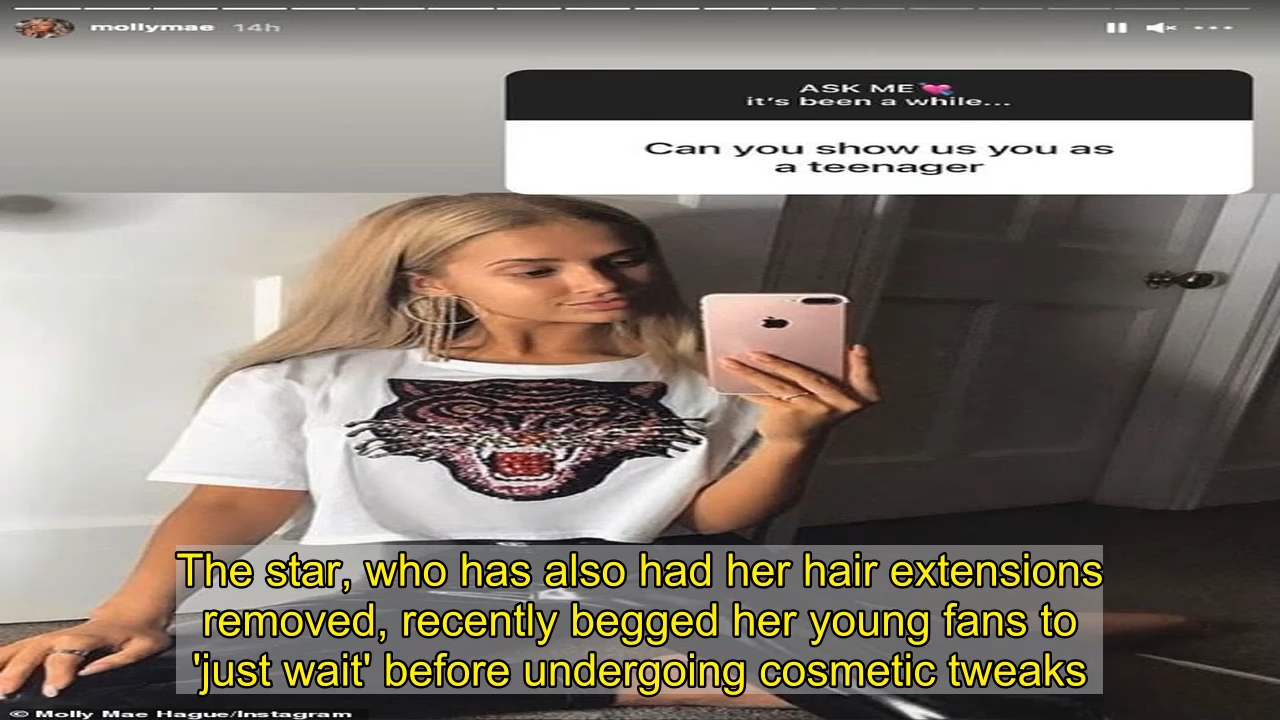 mollymae 14h
ASK ME💘
it's been a while...
Can you show us you as
a teenager
The star, who has also had her hair extensions
removed, recently begged her young fans to
'just wait' before undergoing cosmetic tweaks
© Molly Mae Hague/Instagram